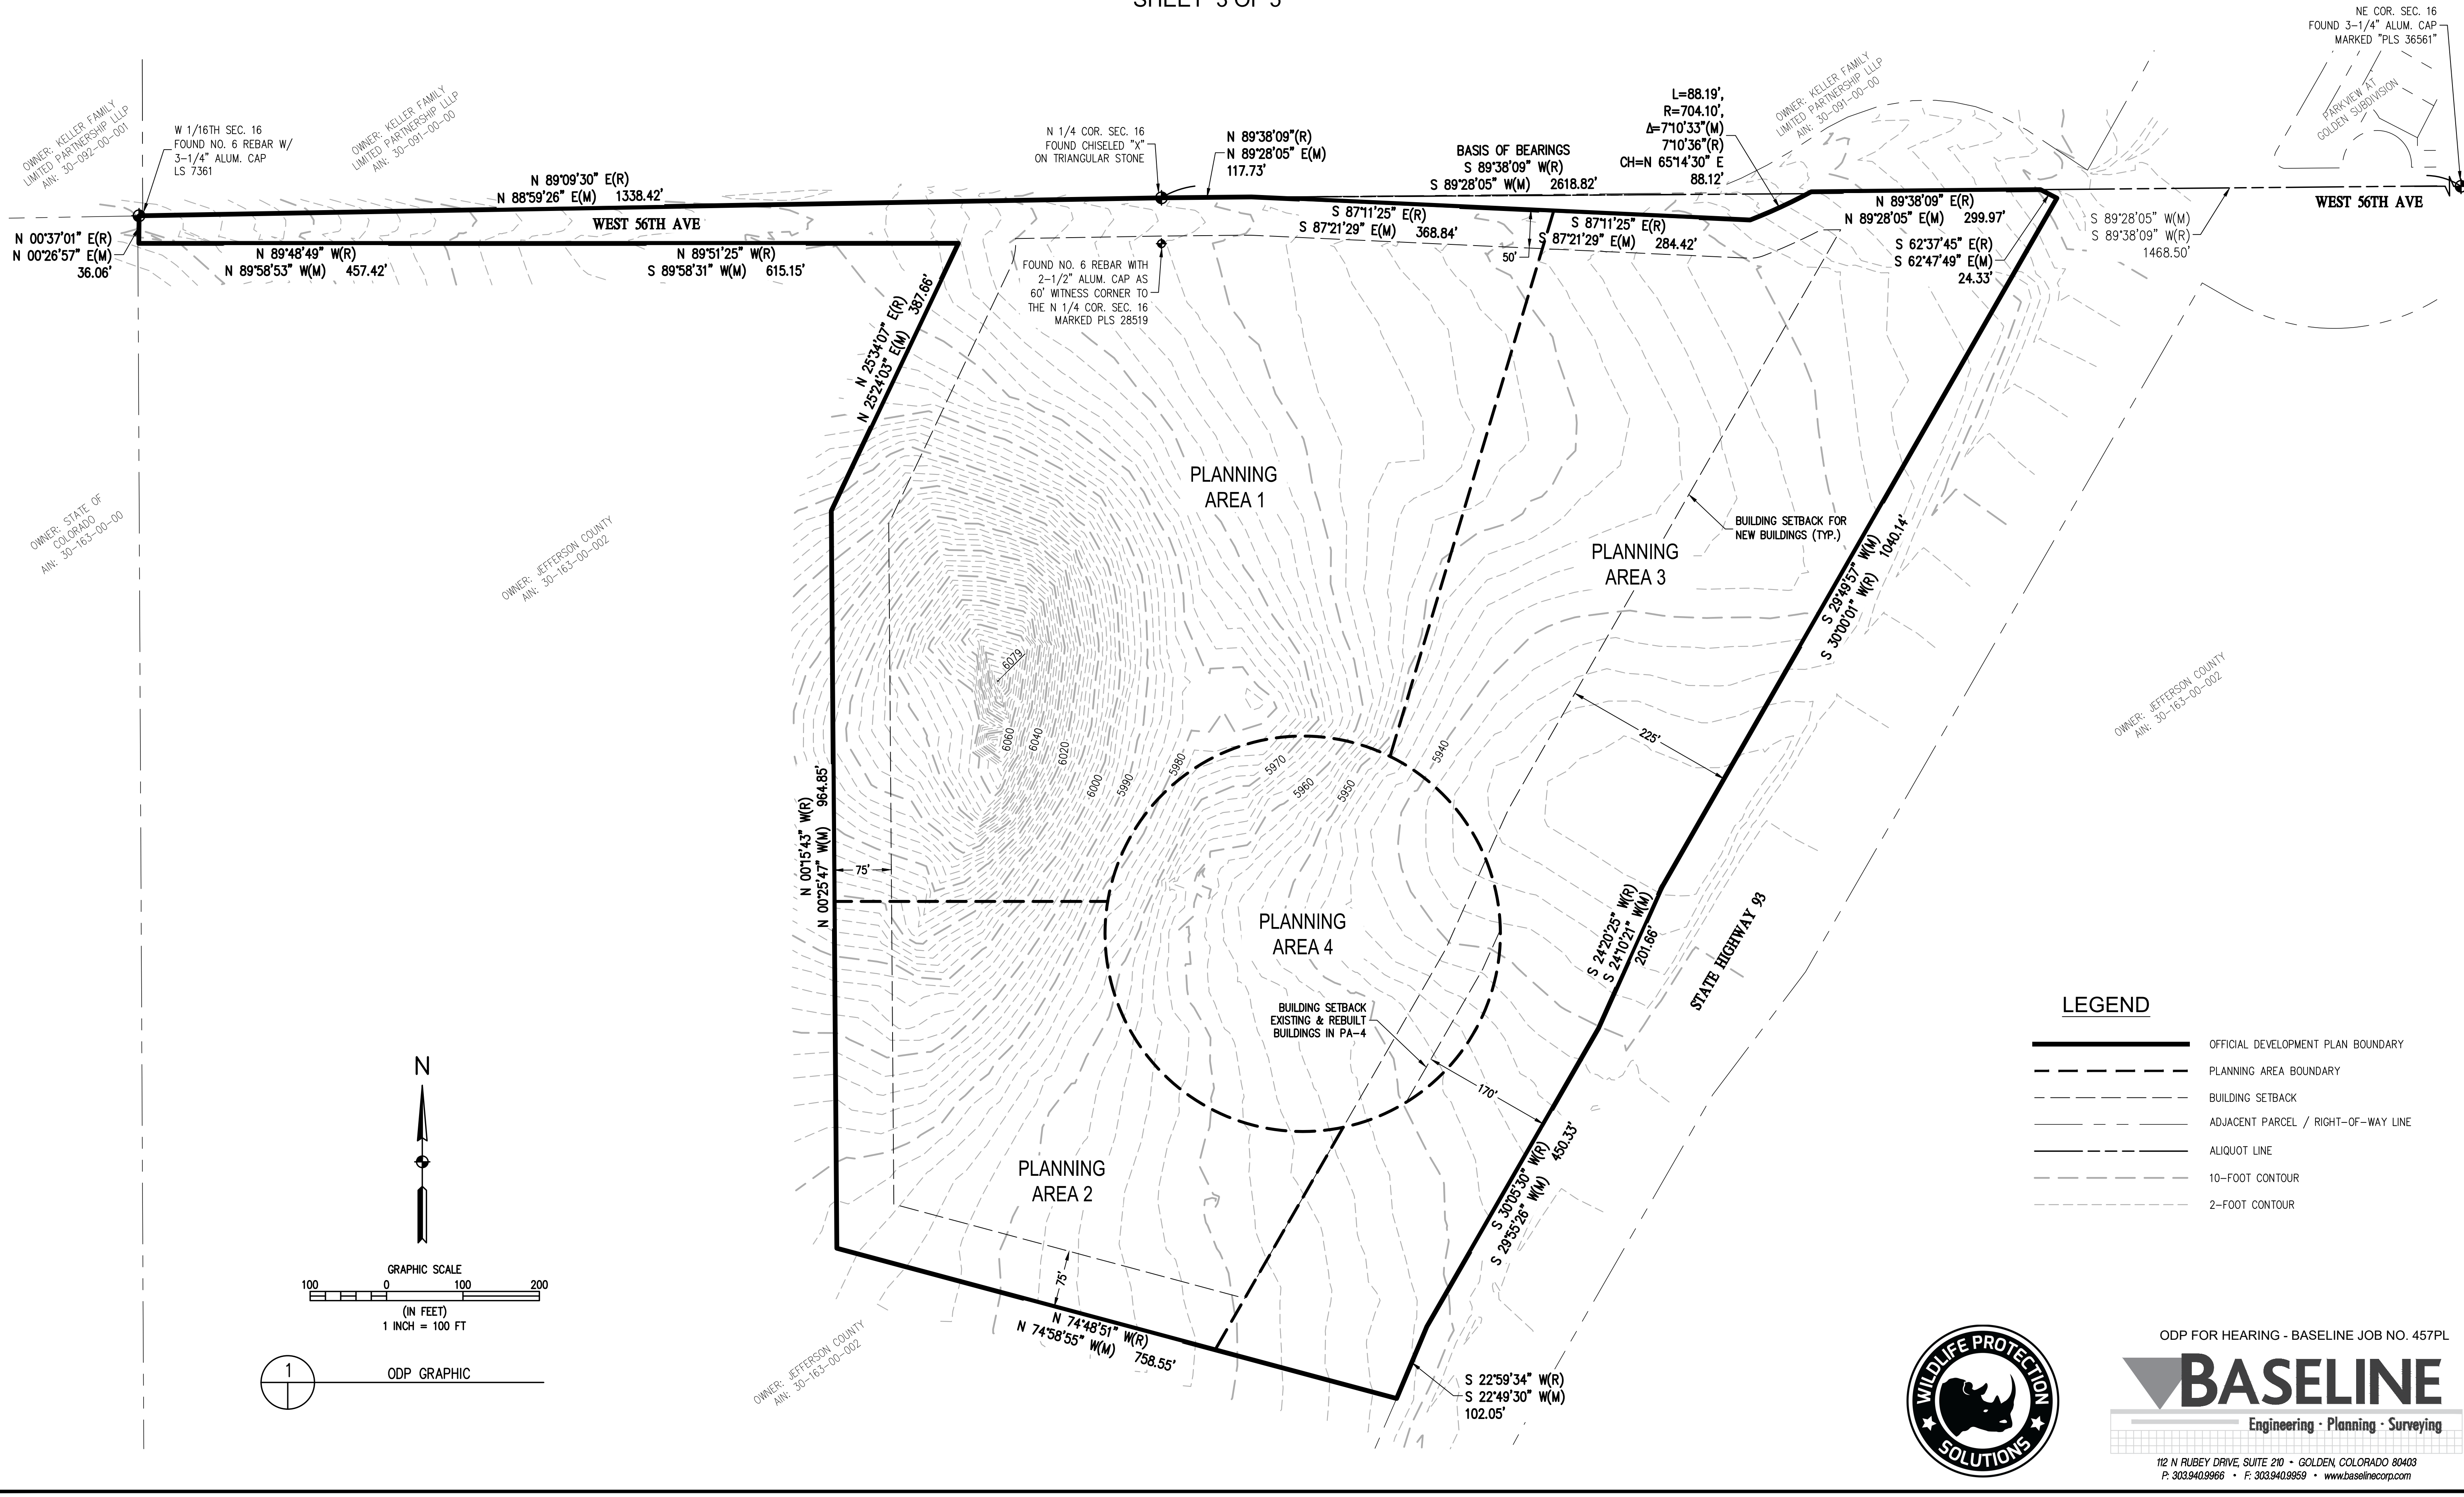 SHEET 3 OF 5
NE COR. SEC. 16
FOUND 3-1/4" ALUM. CAP
MARKED "PLS 36561"
PARKVIEW AT
GOLDEN SUBDIVISION
OWNER: KELLER FAMILY
LIMITED PARTNERSHIP LLLP
AIN: 30-092-00-001
W 1/16TH SEC. 16
FOUND NO. 6 REBAR W/
3-1/4" ALUM. CAP
LS 7361
OWNER: KELLER FAMILY
LIMITED PARTNERSHIP LLLP
AIN: 30-091-00-00
N 89°09'30" E(R)
N 88°59'26" E(M) 1338.42'
WEST 56TH AVE
N 1/4 COR. SEC. 16
FOUND CHISELED "X"
ON TRIANGULAR STONE
N 89°38'09"(R)
N 89°28'05" E(M)
117.73'
BASIS OF BEARINGS
S 89°38'09" W(R)
S 89°28'05" W(M) 2618.82'
L=88.19',
R=704.10',
Δ=7°10'33"(M)
7°10'36"(R)
CH=N 65°14'30" E
88.12'
OWNER: KELLER FAMILY
LIMITED PARTNERSHIP LLLP
AIN: 30-091-00-00
N 89°38'09" E(R)
N 89°28'05" E(M) 299.97'
S 62°37'45" E(R)
S 62°47'49" E(M)
24.33'
S 89°28'05" W(M)
S 89°38'09" W(R)
1468.50'
WEST 56TH AVE
N 00°37'01" E(R)
N 00°26'57" E(M)
36.06'
N 89°48'49" W(R)
N 89°58'53" W(M) 457.42'
N 89°51'25" W(R)
S 89°58'31" W(M) 615.15'
S 87°11'25" E(R)
S 87°21'29" E(M) 368.84'
S 87°11'25" E(R)
S 87°21'29" E(M) 284.42'
50'
FOUND NO. 6 REBAR WITH
2-1/2" ALUM. CAP AS
60' WITNESS CORNER TO
THE N 1/4 COR. SEC. 16
MARKED PLS 28519
N 25°34'07" E(R)
N 25°24'03" E(M) 387.66'
PLANNING
AREA 1
OWNER: STATE OF
COLORADO
AIN: 30-163-00-00
OWNER: JEFFERSON COUNTY
AIN: 30-163-00-002
PLANNING
AREA 3
BUILDING SETBACK FOR
NEW BUILDINGS (TYP.)
S 29°49'57" W(M)
S 30°00'01" W(R) 1040.14'
OWNER: JEFFERSON COUNTY
AIN: 30-163-00-002
6079
6060
6040
6020
6000
5990
5980
5970
5960
5950
5940
225'
N 00°15'43" W(R)
N 00°25'47" W(M) 964.85'
75'
PLANNING
AREA 4
S 24°20'25" W(R)
S 24°10'21" W(M)
201.66'
STATE HIGHWAY 93
BUILDING SETBACK
EXISTING & REBUILT
BUILDINGS IN PA-4
170'
S 30°05'30" W(R)
S 29°55'26" W(M) 450.33'
PLANNING
AREA 2
75'
N 74°48'51" W(R)
N 74°58'55" W(M) 758.55'
S 22°59'34" W(R)
S 22°49'30" W(M)
102.05'
OWNER: JEFFERSON COUNTY
AIN: 30-163-00-002
N
GRAPHIC SCALE
100 0 100 200
(IN FEET)
1 INCH = 100 FT
1
ODP GRAPHIC
LEGEND
OFFICIAL DEVELOPMENT PLAN BOUNDARY
PLANNING AREA BOUNDARY
BUILDING SETBACK
ADJACENT PARCEL / RIGHT-OF-WAY LINE
ALIQUOT LINE
10-FOOT CONTOUR
2-FOOT CONTOUR
WILDLIFE PROTECTION
SOLUTIONS
ODP FOR HEARING - BASELINE JOB NO. 457PL
BASELINE
Engineering · Planning · Surveying
112 N RUBEY DRIVE, SUITE 210 • GOLDEN, COLORADO 80403
P: 303.940.9966 • F: 303.940.9959 • www.baselinecorp.com